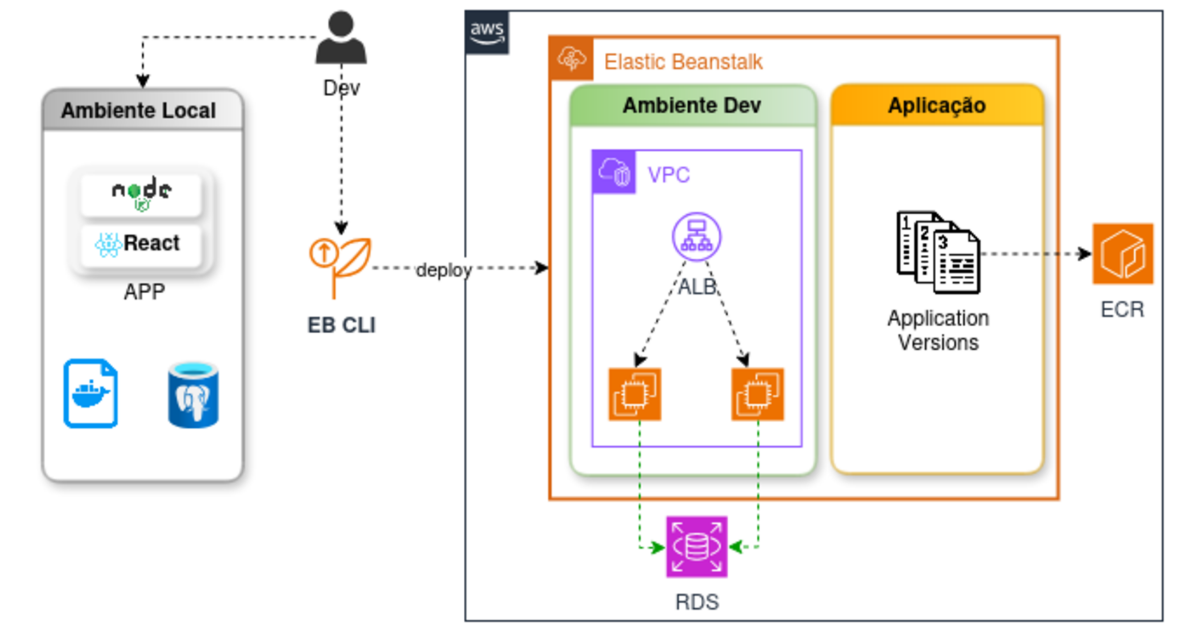 Dev
Ambiente Local
node
React
APP
EB CLI
deploy
aws
Elastic Beanstalk
Ambiente Dev
VPC
ALB
Aplicação
1
2
3
Application
Versions
ECR
RDS